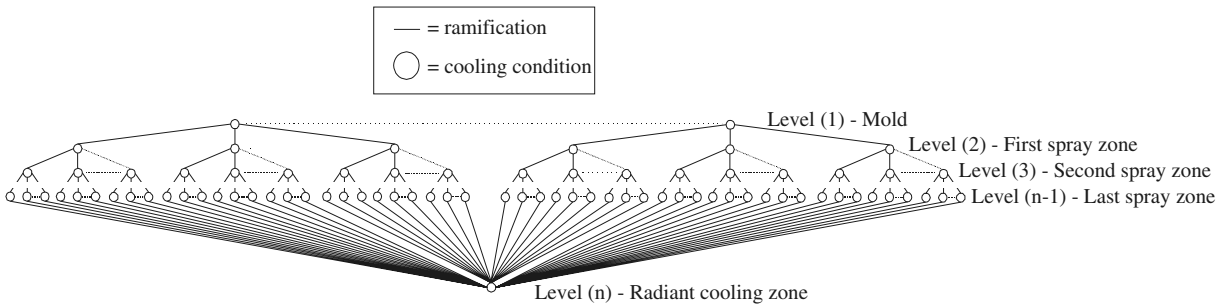 = ramification
= cooling condition
Level (1) - Mold
Level (2) - First spray zone
Level (3) - Second spray zone
Level (n-1) - Last spray zone
Level (n) - Radiant cooling zone